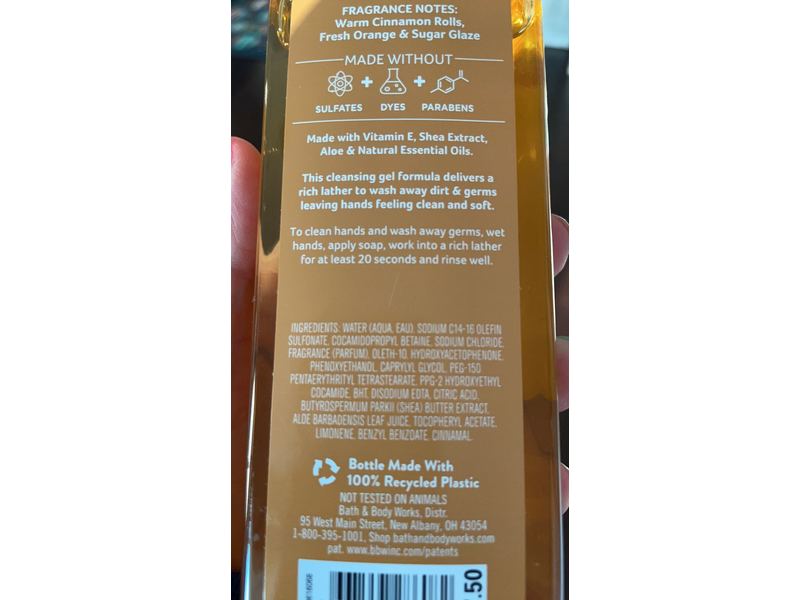 FRAGRANCE NOTES:
Warm Cinnamon Rolls,
Fresh Orange & Sugar Glaze
MADE WITHOUT
SULFATES + DYES + PARABENS
Made with Vitamin E, Shea Extract,
Aloe & Natural Essential Oils.
This cleansing gel formula delivers a
rich lather to wash away dirt & germs
leaving hands feeling clean and soft.
To clean hands and wash away germs, wet
hands, apply soap, work into a rich lather
for at least 20 seconds and rinse well.
INGREDIENTS: WATER (AQUA, EAU), SODIUM C14-16 OLEFIN
SULFONATE, COCAMIDOPROPYL BETAINE, SODIUM CHLORIDE,
FRAGRANCE (PARFUM), OLETH-10, HYDROXYACETOPHENONE,
PHENOXYETHANOL, CAPRYLYL GLYCOL, PEG-150
PENTAERYTHRITYL TETRASTEARATE, PPG-2 HYDROXYETHYL
COCAMIDE, BHT, DISODIUM EDTA, CITRIC ACID,
BUTYROSPERMUM PARKII (SHEA) BUTTER EXTRACT,
ALOE BARBADENSIS LEAF JUICE, TOCOPHERYL ACETATE,
LIMONENE, BENZYL BENZOATE, CINNAMAL.
Bottle Made With
100% Recycled Plastic
NOT TESTED ON ANIMALS
Bath & Body Works, Distr.
95 West Main Street, New Albany, OH 43054
1-800-395-1001, Shop bathandbodyworks.com
pat. www.bbwinc.com/patents
.50